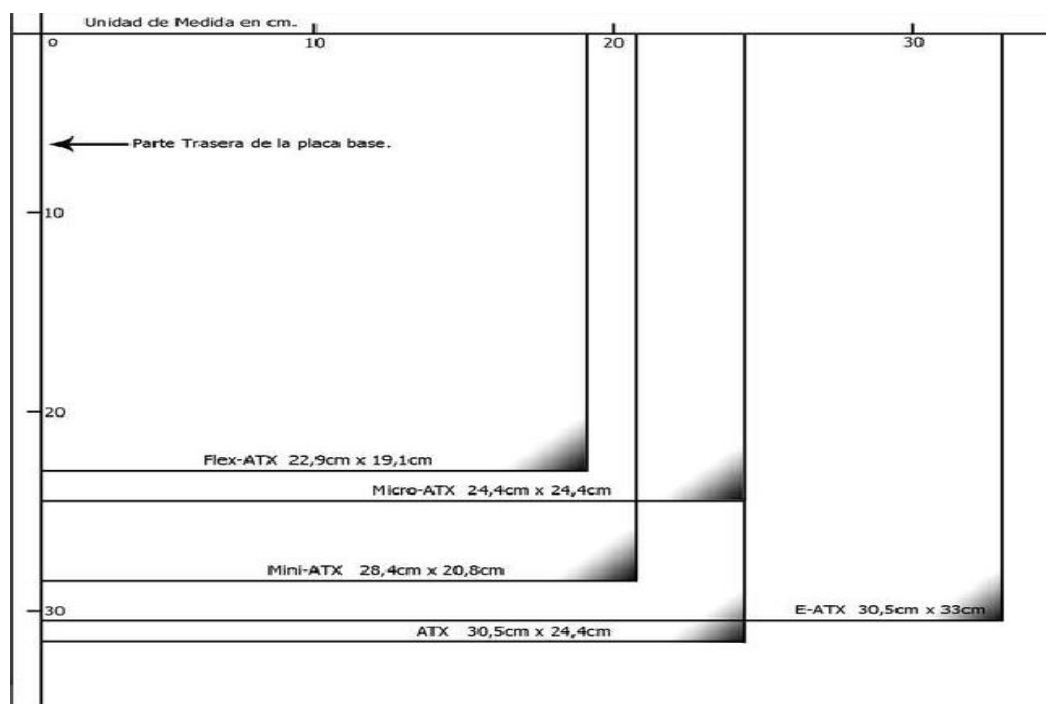 Unidad de Medida en cm.
0 10 20 30
Parte Trasera de la placa base.
10
20
Flex-ATX 22,9cm x 19,1cm
Micro-ATX 24,4cm x 24,4cm
Mini-ATX 28,4cm x 20,8cm
30
E-ATX 30,5cm x 33cm
ATX 30,5cm x 24,4cm